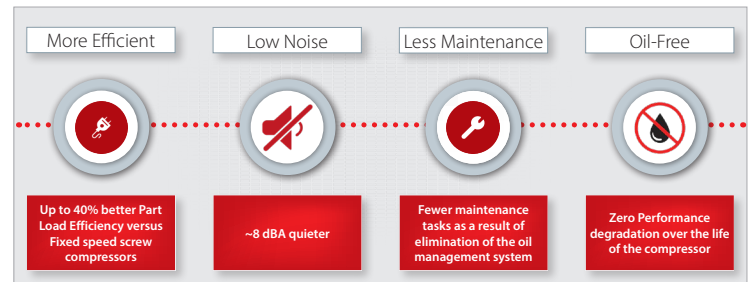 More Efficient
Low Noise
Less Maintenance
Oil-Free
Up to 40% better Part
Load Efficiency versus
Fixed speed screw
compressors
~8 dBA quieter
Fewer maintenance
tasks as a result of
elimination of the oil
management system
Zero Performance
degradation over the life
of the compressor